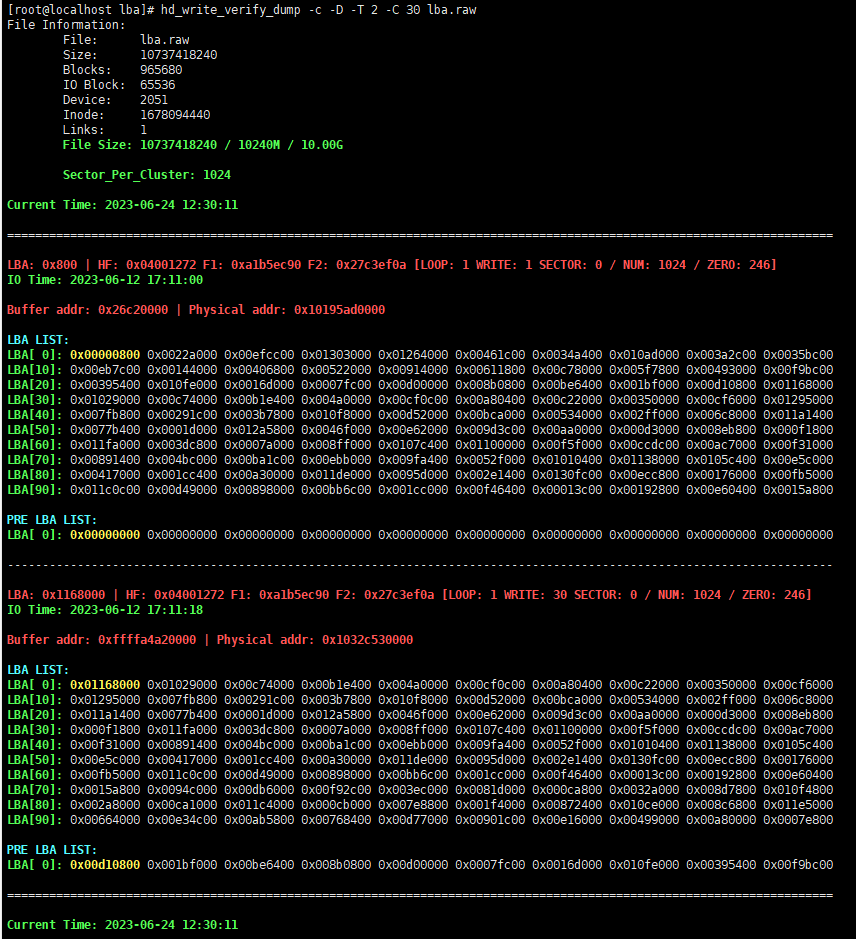 [root@localhost lba]# hd_write_verify_dump -c -D -T 2 -C 30 lba.raw
File Information:
File: lba.raw
Size: 10737418240
Blocks: 965680
IO Block: 65536
Device: 2051
Inode: 1678094440
Links: 1
File Size: 10737418240 / 10240M / 10.00G
Sector_Per_Cluster: 1024
Current Time: 2023-06-24 12:30:11
======================================================================================================================
LBA: 0x800 | HF: 0x04001272 F1: 0xa1b5ec90 F2: 0x27c3ef0a [LOOP: 1 WRITE: 1 SECTOR: 0 / NUM: 1024 / ZERO: 246]
IO Time: 2023-06-12 17:11:00
Buffer addr: 0x26c20000 | Physical addr: 0x10195ad0000
LBA LIST:
LBA[ 0]: 0x00000800 0x0022a000 0x00efcc00 0x01303000 0x01264000 0x00461c00 0x0034a400 0x010ad000 0x003a2c00 0x0035bc00
LBA[10]: 0x00eb7c00 0x00144000 0x00406800 0x00522000 0x00914000 0x00611800 0x00c78000 0x005f7800 0x00493000 0x00f9bc00
LBA[20]: 0x00395400 0x010fe000 0x0016d000 0x0007fc00 0x00d00000 0x008b0800 0x00be6400 0x001bf000 0x00d10800 0x01168000
LBA[30]: 0x01029000 0x00c74000 0x00b1e400 0x004a0000 0x00cf0c00 0x00a80400 0x00c22000 0x00350000 0x00cf6000 0x01295000
LBA[40]: 0x007fb800 0x00291c00 0x003b7800 0x010f8000 0x00d52000 0x00bca000 0x00534000 0x002ff000 0x006c8000 0x011a1400
LBA[50]: 0x0077b400 0x0001d000 0x012a5800 0x0046f000 0x00e62000 0x009d3c00 0x00aa0000 0x000d3000 0x008eb800 0x000f1800
LBA[60]: 0x011fa000 0x003dc800 0x0007a000 0x008ff000 0x0107c400 0x01100000 0x00f5f000 0x00ccdc00 0x00ac7000 0x00f31000
LBA[70]: 0x00891400 0x004bc000 0x00ba1c00 0x00ebb000 0x009fa400 0x0052f000 0x01010400 0x01138000 0x0105c400 0x00e5c000
LBA[80]: 0x00417000 0x001cc400 0x00a30000 0x011de000 0x0095d000 0x002e1400 0x0130fc00 0x00ecc800 0x00176000 0x00fb5000
LBA[90]: 0x011c0c00 0x00d49000 0x00898000 0x00bb6c00 0x001cc000 0x00f46400 0x00013c00 0x00192800 0x00e60400 0x0015a800
PRE LBA LIST:
LBA[ 0]: 0x00000000 0x00000000 0x00000000 0x00000000 0x00000000 0x00000000 0x00000000 0x00000000 0x00000000 0x00000000
----------------------------------------------------------------------------------------------------------------------
LBA: 0x1168000 | HF: 0x04001272 F1: 0xa1b5ec90 F2: 0x27c3ef0a [LOOP: 1 WRITE: 30 SECTOR: 0 / NUM: 1024 / ZERO: 246]
IO Time: 2023-06-12 17:11:18
Buffer addr: 0xffffa4a20000 | Physical addr: 0x1032c530000
LBA LIST:
LBA[ 0]: 0x01168000 0x01029000 0x00c74000 0x00b1e400 0x004a0000 0x00cf0c00 0x00a80400 0x00c22000 0x00350000 0x00cf6000
LBA[10]: 0x01295000 0x007fb800 0x00291c00 0x003b7800 0x010f8000 0x00d52000 0x00bca000 0x00534000 0x002ff000 0x006c8000
LBA[20]: 0x011a1400 0x0077b400 0x0001d000 0x012a5800 0x0046f000 0x00e62000 0x009d3c00 0x00aa0000 0x000d3000 0x008eb800
LBA[30]: 0x000f1800 0x011fa000 0x003dc800 0x0007a000 0x008ff000 0x0107c400 0x01100000 0x00f5f000 0x00ccdc00 0x00ac7000
LBA[40]: 0x00f31000 0x00891400 0x004bc000 0x00ba1c00 0x00ebb000 0x009fa400 0x0052f000 0x01010400 0x01138000 0x0105c400
LBA[50]: 0x00e5c000 0x00417000 0x001cc400 0x00a30000 0x011de000 0x0095d000 0x002e1400 0x0130fc00 0x00ecc800 0x00176000
LBA[60]: 0x00fb5000 0x011c0c00 0x00d49000 0x00898000 0x00bb6c00 0x001cc000 0x00f46400 0x00013c00 0x00192800 0x00e60400
LBA[70]: 0x0015a800 0x0094c000 0x00db6000 0x00f92c00 0x003ec000 0x0081d000 0x000ca800 0x0032a000 0x008d7800 0x010f4800
LBA[80]: 0x002a8000 0x00ca1000 0x011c4000 0x000cb000 0x007e8800 0x001f4000 0x00872400 0x010ce000 0x008c6800 0x011e5000
LBA[90]: 0x00664000 0x00e34c00 0x00ab5800 0x00768400 0x00d77000 0x00901c00 0x00e16000 0x00499000 0x00a80000 0x0007e800
PRE LBA LIST:
LBA[ 0]: 0x00d10800 0x001bf000 0x00be6400 0x008b0800 0x00d00000 0x0007fc00 0x0016d000 0x010fe000 0x00395400 0x00f9bc00
======================================================================================================================
Current Time: 2023-06-24 12:30:11